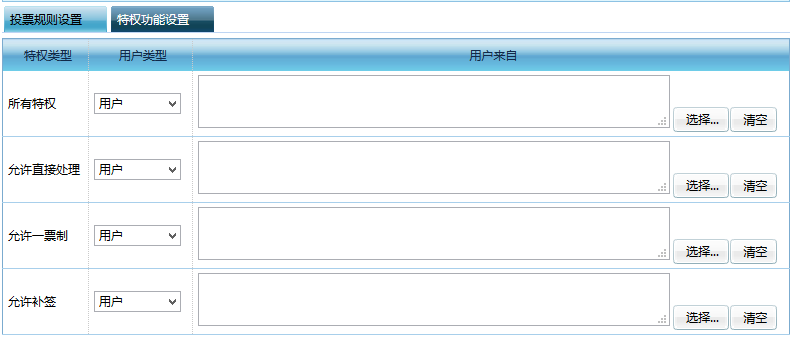 投票规则设置 特权功能设置
特权类型 用户类型 用户来自
所有特权 用户 选择... 清空
允许直接处理 用户 选择... 清空
允许一票制 用户 选择... 清空
允许补签 用户 选择... 清空